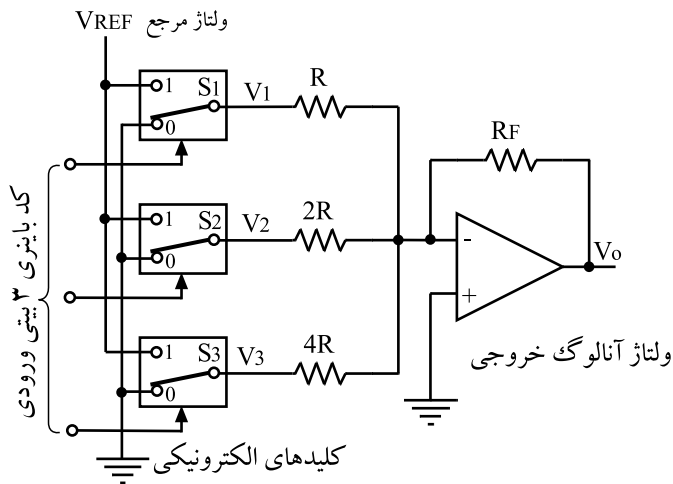 VREF ولتاژ مرجع
1
S1
0
V1
R
RF
1
S2
0
V2
2R
-
+
Vo
1
S3
0
V3
4R
کد باینری ۳ بیتی ورودی
ولتاژ آنالوگ خروجی
کلیدهای الکترونیکی